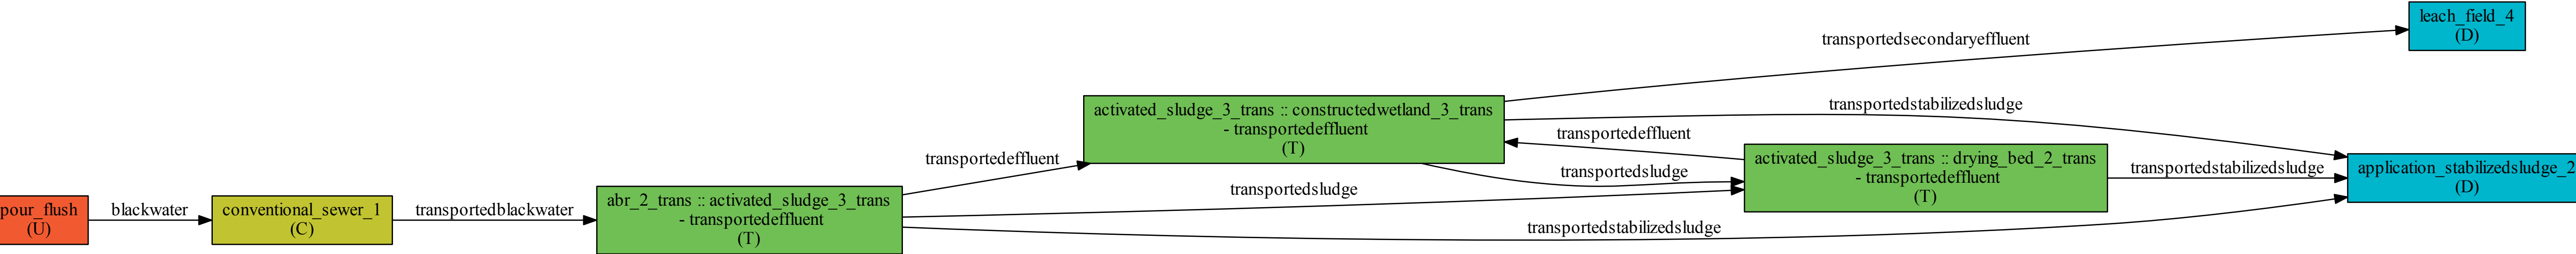 pour_flush
(U)
blackwater
conventional_sewer_1
(C)
transportedblackwater
abr_2_trans :: activated_sludge_3_trans
- transportedeffluent
(T)
transportedeffluent
transportedsludge
transportedstabilizedsludge
activated_sludge_3_trans :: constructedwetland_3_trans
- transportedeffluent
(T)
transportedsecondaryeffluent
transportedstabilizedsludge
transportedeffluent
transportedsludge
activated_sludge_3_trans :: drying_bed_2_trans
- transportedeffluent
(T)
transportedstabilizedsludge
leach_field_4
(D)
application_stabilizedsludge_2
(D)